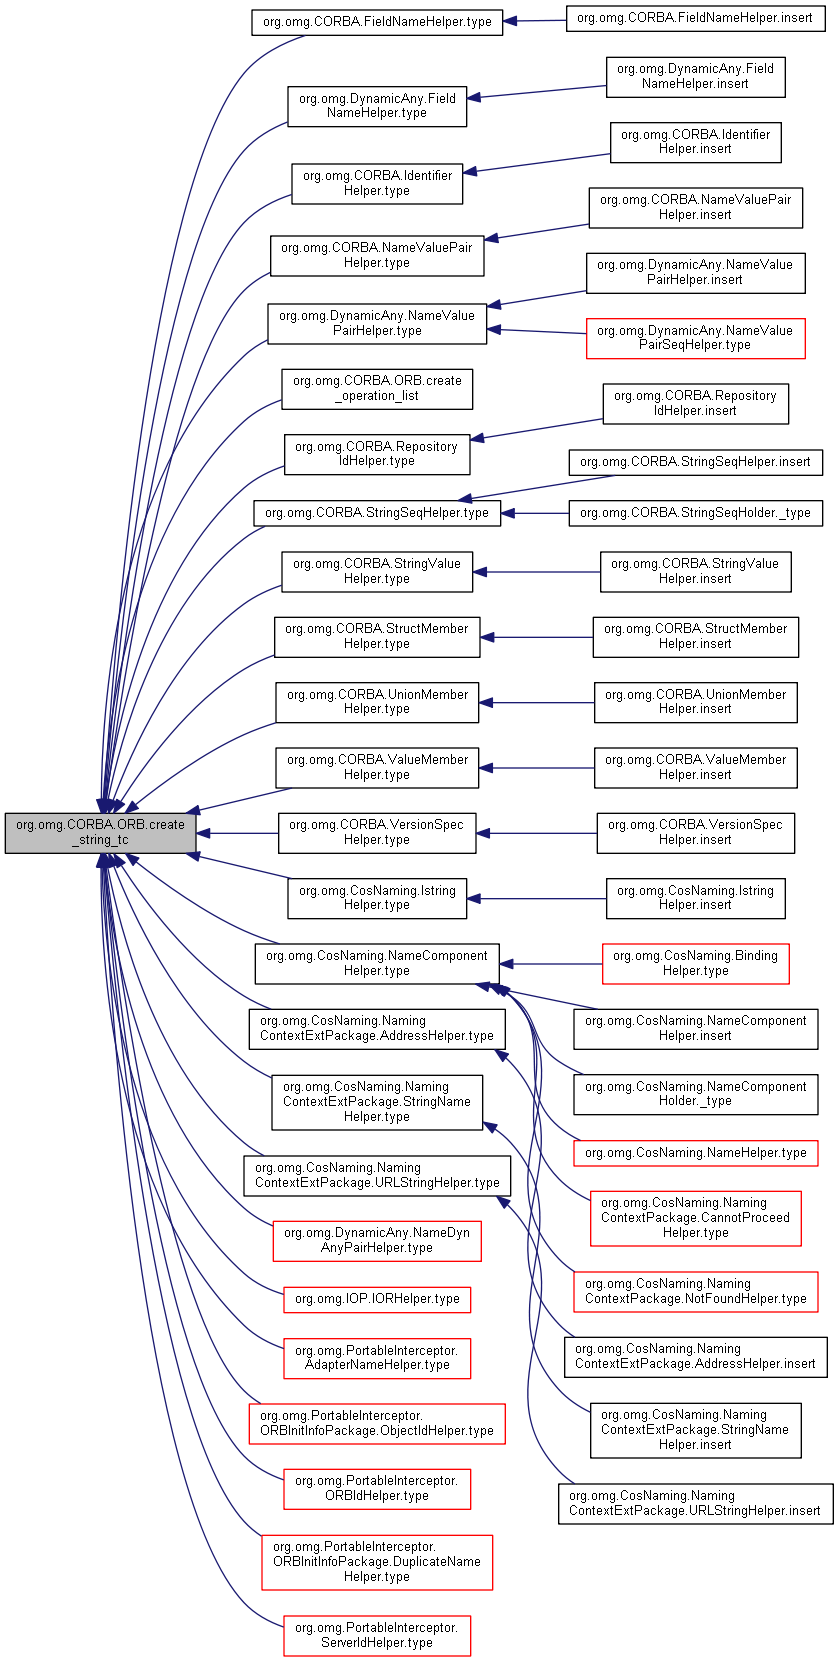 org.omg.CORBA.FieldNameHelper.type
org.omg.CORBA.FieldNameHelper.insert
org.omg.DynamicAny.Field
NameHelper.type
org.omg.DynamicAny.Field
NameHelper.insert
org.omg.CORBA.Identifier
Helper.type
org.omg.CORBA.Identifier
Helper.insert
org.omg.CORBA.NameValuePair
Helper.type
org.omg.CORBA.NameValuePair
Helper.insert
org.omg.DynamicAny.NameValue
PairHelper.type
org.omg.DynamicAny.NameValue
PairHelper.insert
org.omg.DynamicAny.NameValue
PairSeqHelper.type
org.omg.CORBA.ORB.create
_operation_list
org.omg.CORBA.Repository
IdHelper.type
org.omg.CORBA.Repository
IdHelper.insert
org.omg.CORBA.StringSeqHelper.type
org.omg.CORBA.StringSeqHelper.insert
org.omg.CORBA.StringSeqHolder._type
org.omg.CORBA.StringValue
Helper.type
org.omg.CORBA.StringValue
Helper.insert
org.omg.CORBA.StructMember
Helper.type
org.omg.CORBA.StructMember
Helper.insert
org.omg.CORBA.UnionMember
Helper.type
org.omg.CORBA.UnionMember
Helper.insert
org.omg.CORBA.ValueMember
Helper.type
org.omg.CORBA.ValueMember
Helper.insert
org.omg.CORBA.ORB.create
_string_tc
org.omg.CORBA.VersionSpec
Helper.type
org.omg.CORBA.VersionSpec
Helper.insert
org.omg.CosNaming.Istring
Helper.type
org.omg.CosNaming.Istring
Helper.insert
org.omg.CosNaming.NameComponent
Helper.type
org.omg.CosNaming.Binding
Helper.type
org.omg.CosNaming.NameComponent
Helper.insert
org.omg.CosNaming.NameComponent
Holder._type
org.omg.CosNaming.NameHelper.type
org.omg.CosNaming.Naming
ContextPackage.CannotProceed
Helper.type
org.omg.CosNaming.Naming
ContextPackage.NotFoundHelper.type
org.omg.CosNaming.Naming
ContextExtPackage.AddressHelper.type
org.omg.CosNaming.Naming
ContextExtPackage.AddressHelper.insert
org.omg.CosNaming.Naming
ContextExtPackage.StringName
Helper.type
org.omg.CosNaming.Naming
ContextExtPackage.StringName
Helper.insert
org.omg.CosNaming.Naming
ContextExtPackage.URLStringHelper.type
org.omg.CosNaming.Naming
ContextExtPackage.URLStringHelper.insert
org.omg.DynamicAny.NameDyn
AnyPairHelper.type
org.omg.IOP.IORHelper.type
org.omg.PortableInterceptor.
AdapterNameHelper.type
org.omg.PortableInterceptor.
ORBInitInfoPackage.ObjectIdHelper.type
org.omg.PortableInterceptor.
ORBIdHelper.type
org.omg.PortableInterceptor.
ORBInitInfoPackage.DuplicateName
Helper.type
org.omg.PortableInterceptor.
ServerIdHelper.type